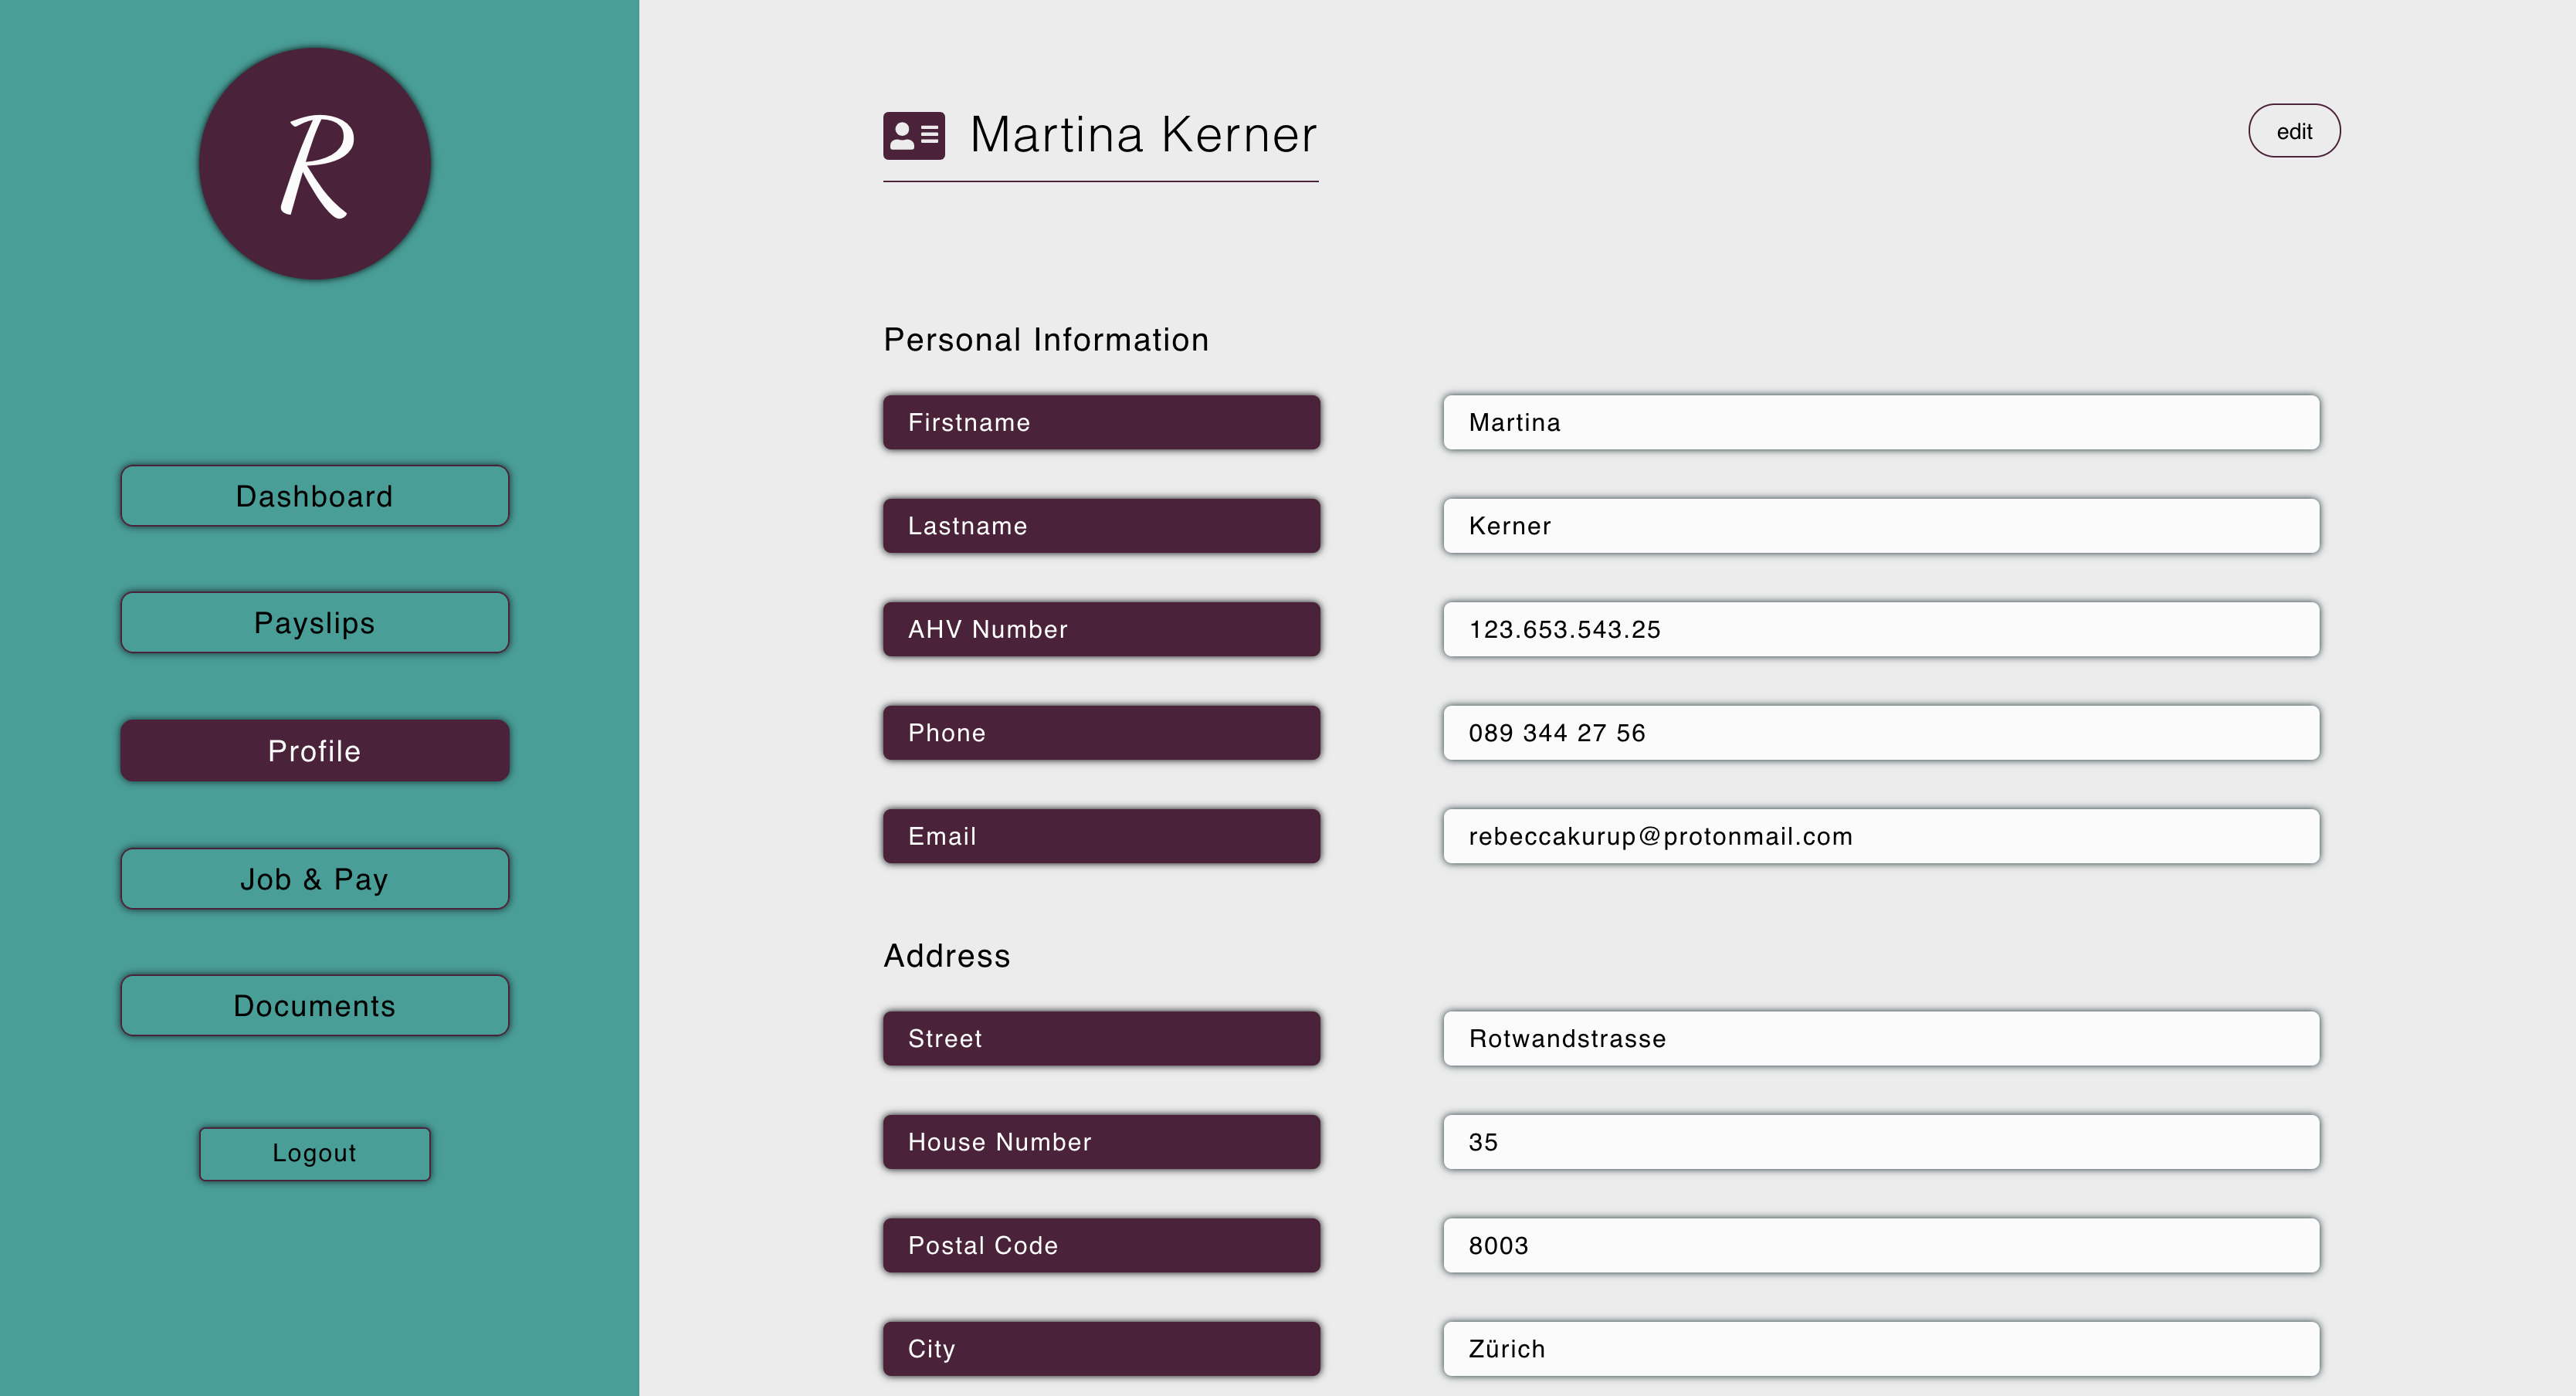 R
Dashboard
Payslips
Profile
Job & Pay
Documents
Logout
Martina Kerner
edit
Personal Information
Firstname Martina
Lastname Kerner
AHV Number 123.653.543.25
Phone 089 344 27 56
Email rebeccakurup@protonmail.com
Address
Street Rotwandstrasse
House Number 35
Postal Code 8003
City Zürich